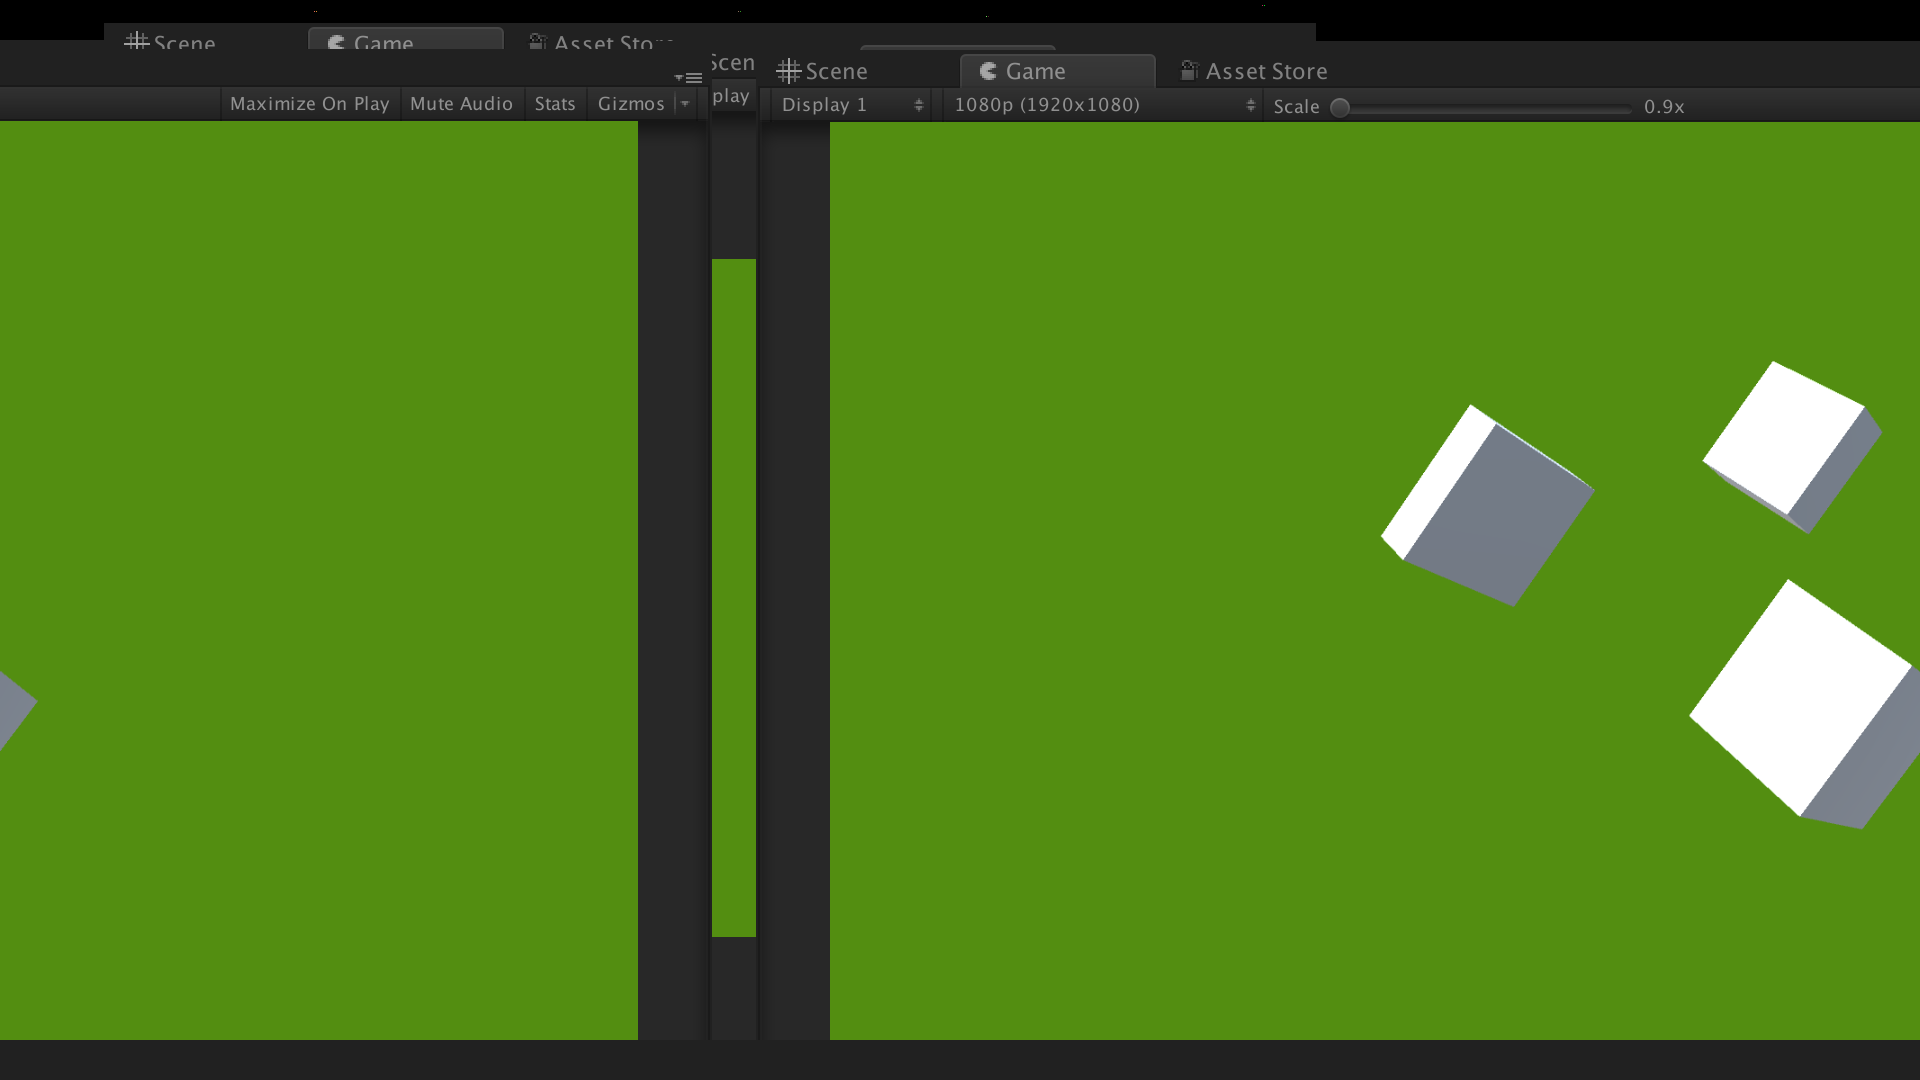 Scene Game Asset Sto
Scen
Scene Game Asset Store
Maximize On Play Mute Audio Stats Gizmos
play
Display 1 1080p (1920x1080) Scale 0.9x